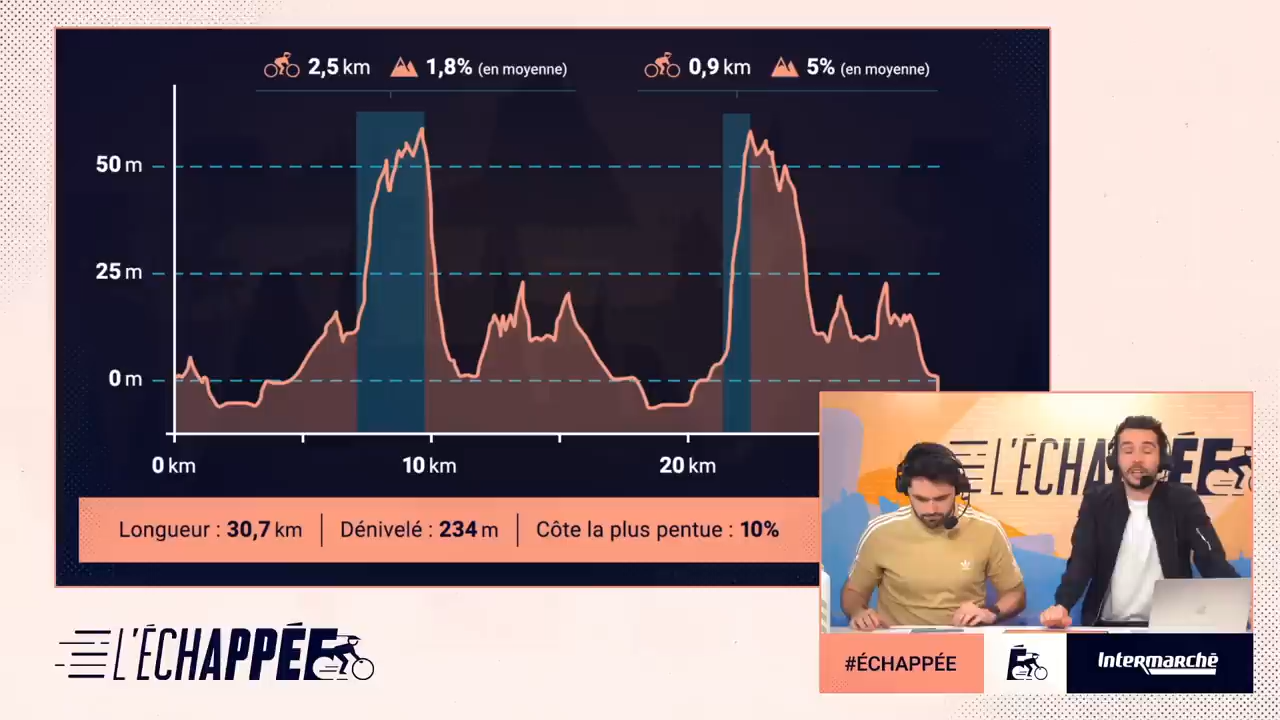 2,5 km 1,8% (en moyenne)
0,9 km 5% (en moyenne)
50 m
25 m
0 m
0 km 10 km 20 km
Longueur : 30,7 km Dénivelé : 234 m Côte la plus pentue : 10%
L'ÉCHAPPÉE
L'ÉCHAPPÉE
#ÉCHAPPÉE
É
Intermarché